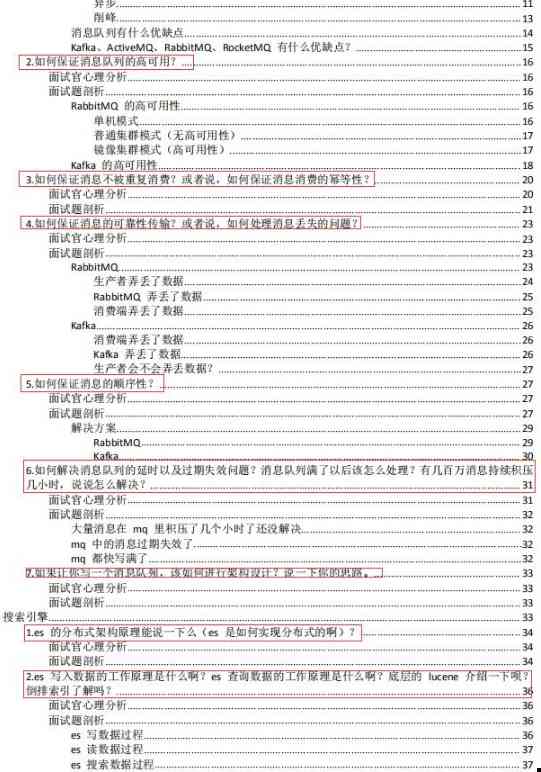 异步 11
削峰 13
消息队列有什么优缺点 14
Kafka、ActiveMQ、RabbitMQ、RocketMQ 有什么优缺点？ 15
2.如何保证消息队列的高可用？ 16
面试官心理分析 16
面试题剖析 16
RabbitMQ 的高可用性 16
单机模式 16
普通集群模式（无高可用性） 17
镜像集群模式（高可用性） 17
Kafka 的高可用性 18
3.如何保证消息不被重复消费？或者说，如何保证消息消费的幂等性？ 20
面试官心理分析 20
面试题剖析 21
4.如何保证消息的可靠性传输？或者说，如何处理消息丢失的问题？ 23
面试官心理分析 23
面试题剖析 23
RabbitMQ 23
生产者弄丢了数据 24
RabbitMQ 弄丢了数据 25
消费端弄丢了数据 25
Kafka 26
消费端弄丢了数据 26
Kafka 弄丢了数据 26
生产者会不会弄丢数据？ 27
5.如何保证消息的顺序性？ 27
面试官心理分析 27
面试题剖析 27
解决方案 29
RabbitMQ 29
Kafka 30
6.如何解决消息队列的延时以及过期失效问题？消息队列满了以后该怎么处理？有几百万消息持续积压
几小时，说说怎么解决？ 31
面试官心理分析 31
面试题剖析 32
大量消息在 mq 里积压了几个小时了还没解决 32
mq 中的消息过期失效了 32
mq 都快写满了 32
7.如果让你写一个消息队列，该如何进行架构设计？说一下你的思路。 33
面试官心理分析 33
面试题剖析 33
搜索引擎 33
1.es 的分布式架构原理能说一下么（es 是如何实现分布式的啊）？ 34
面试官心理分析 34
面试题剖析 34
2.es 写入数据的工作原理是什么啊？es 查询数据的工作原理是什么啊？底层的 lucene 介绍一下呗？
倒排索引了解吗？ 36
面试官心理分析 36
面试题剖析 36
es 写数据过程 36
es 读数据过程 37
es 搜索数据过程 37